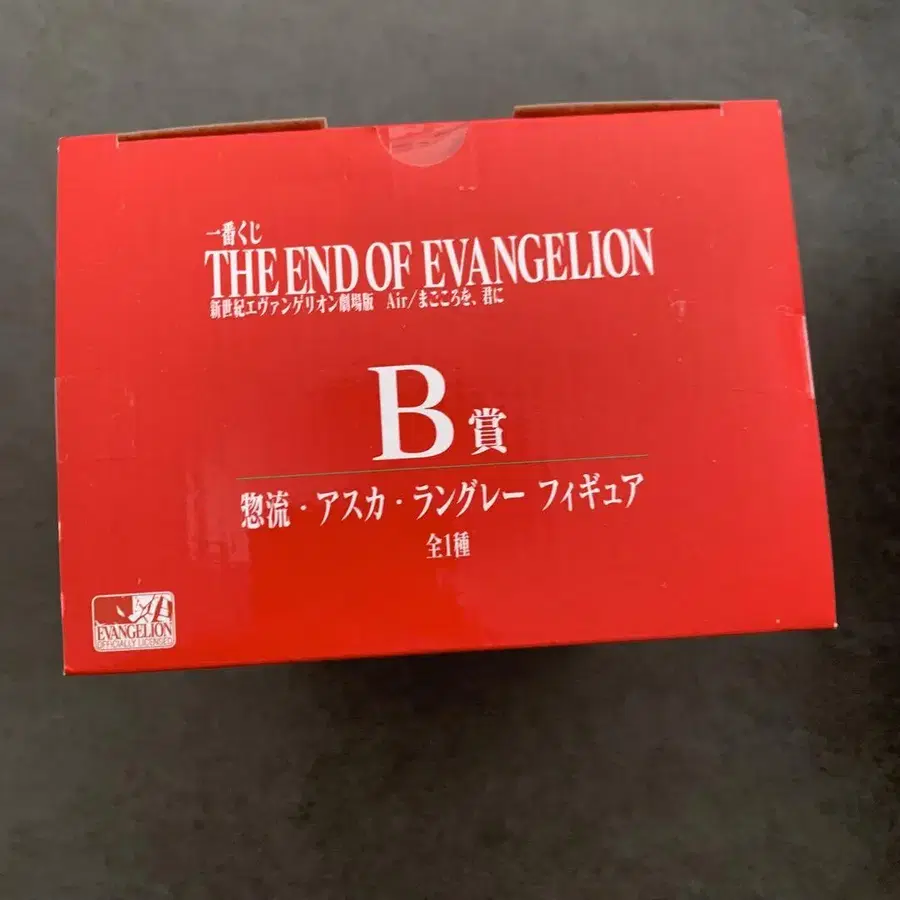 一番くじ
THE END OF EVANGELION
新世紀エヴァンゲリオン劇場版 Air/まごころを、君に
B賞
惣流・アスカ・ラングレー フィギュア
全1種
EVANGELION
OFFICIALLY LICENSED